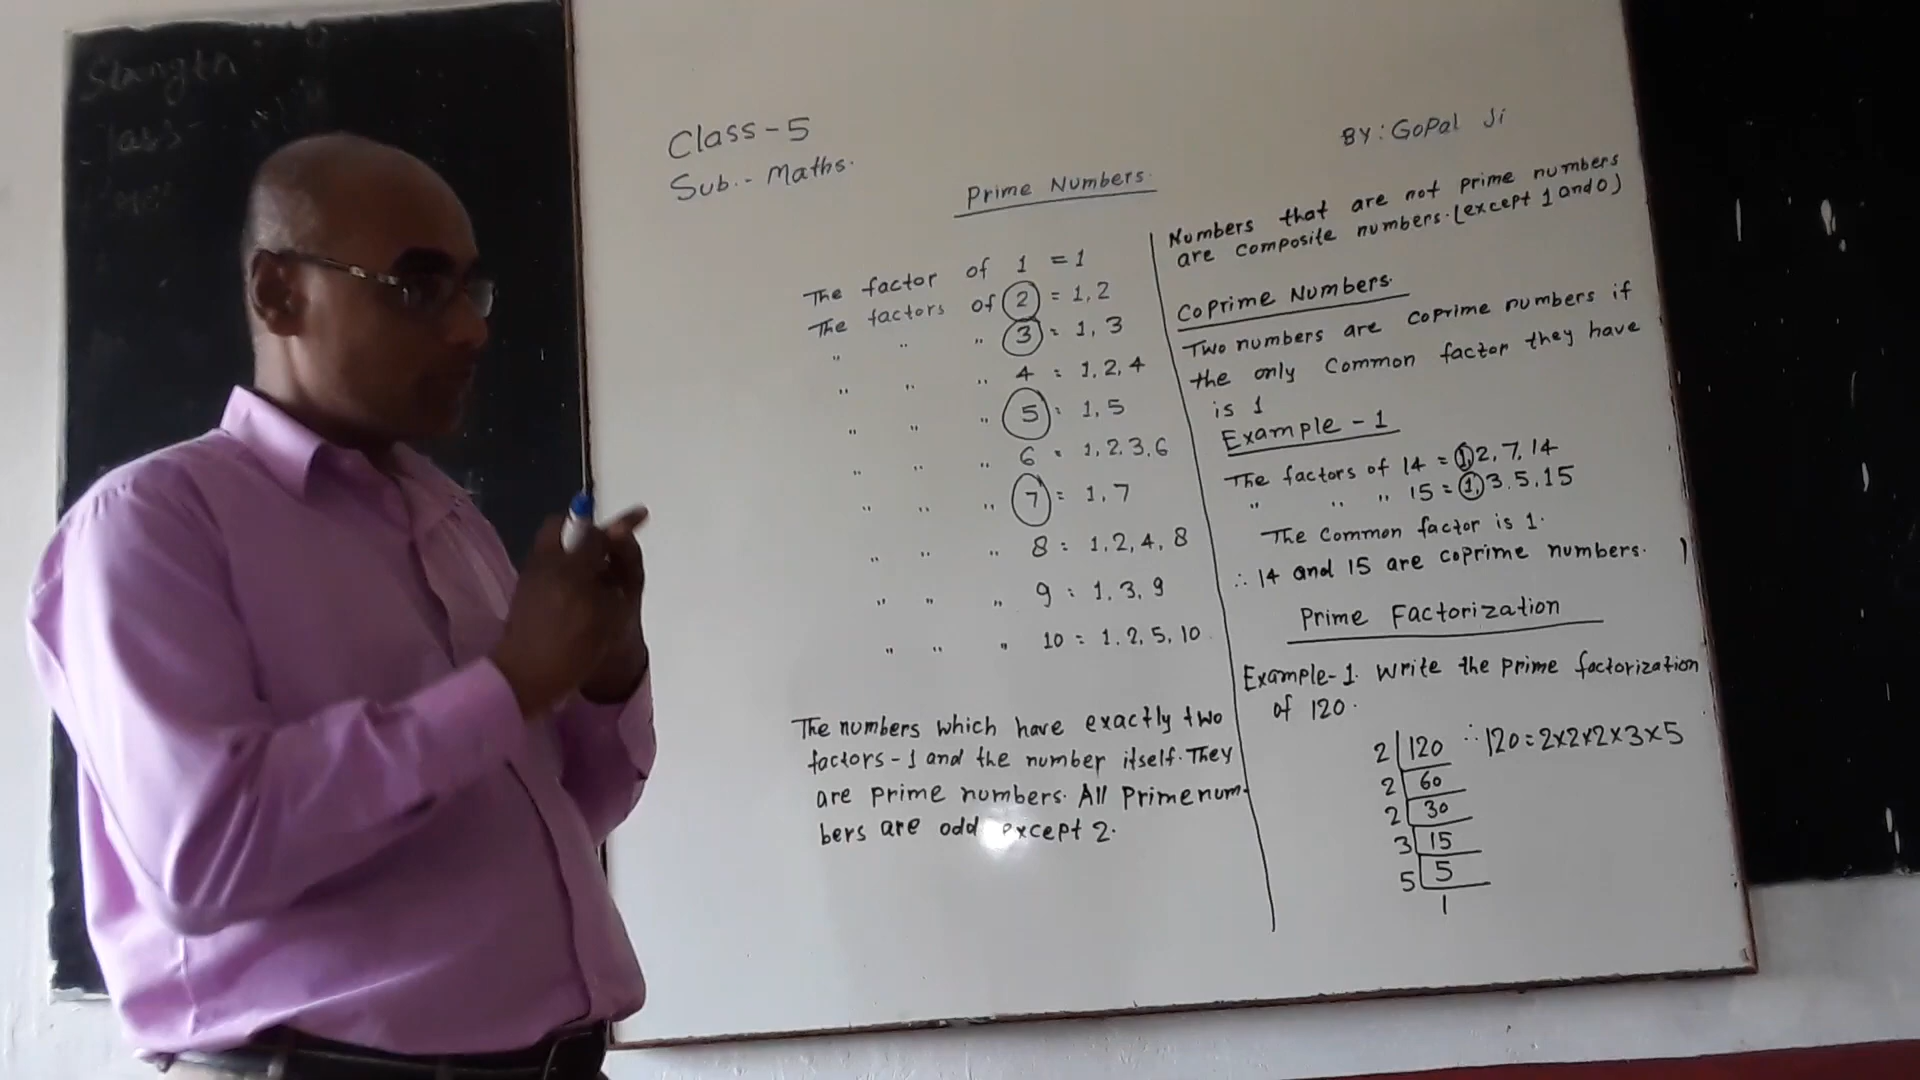 Strength
Class-5
Sub.- Maths.
BY: GoPal Ji
Prime Numbers.
The factor of 1 = 1
The factors of 2 = 1, 2
" " " 3 = 1, 3
" " " 4 = 1, 2, 4
" " " 5 = 1, 5
" " " 6 = 1, 2, 3, 6
" " " 7 = 1, 7
" " " 8 = 1, 2, 4, 8
" " " 9 = 1, 3, 9
" " " 10 = 1, 2, 5, 10
The numbers which have exactly two
factors - 1 and the number itself. They
are prime numbers. All Prime num-
bers are odd except 2.
Numbers that are not prime numbers
are composite numbers. (except 1 and 0)
Coprime Numbers.
Two numbers are coprime numbers if
the only Common factor they have
is 1
Example - 1
The factors of 14 = 1, 2, 7, 14
" " " 15 = 1, 3, 5, 15
The Common factor is 1.
∴ 14 and 15 are coprime numbers.
Prime Factorization
Example-1. Write the prime factorization
of 120.
2 | 120 ∴ 120 = 2×2×2×3×5
2 | 60
2 | 30
3 | 15
5 | 5
1